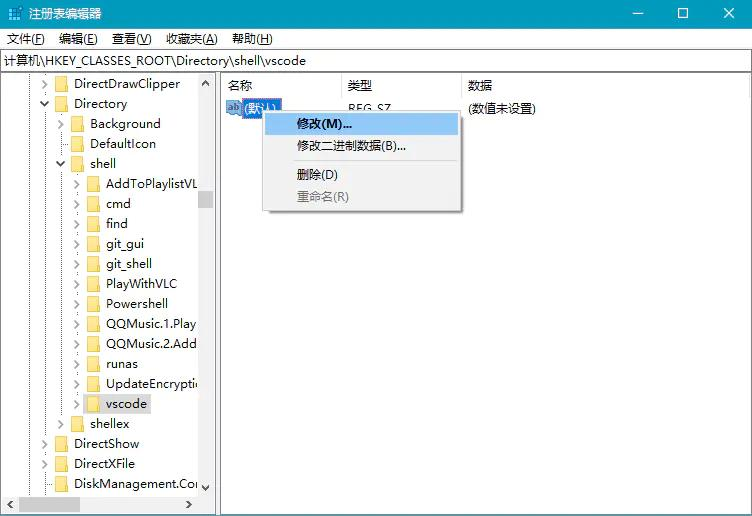 注册表编辑器
文件(F) 编辑(E) 查看(V) 收藏夹(A) 帮助(H)
计算机\HKEY_CLASSES_ROOT\Directory\shell\vscode
DirectDrawClipper
Directory
Background
DefaultIcon
shell
AddToPlaylistVL
cmd
find
git_gui
git_shell
PlayWithVLC
Powershell
QQMusic.1.Play
QQMusic.2.Add
runas
UpdateEncryptio
vscode
shellex
DirectShow
DirectXFile
DiskManagement.Cor
名称 类型 数据
ab (默认) REG_SZ (数值未设置)
修改(M)...
修改二进制数据(B)...
删除(D)
重命名(R)